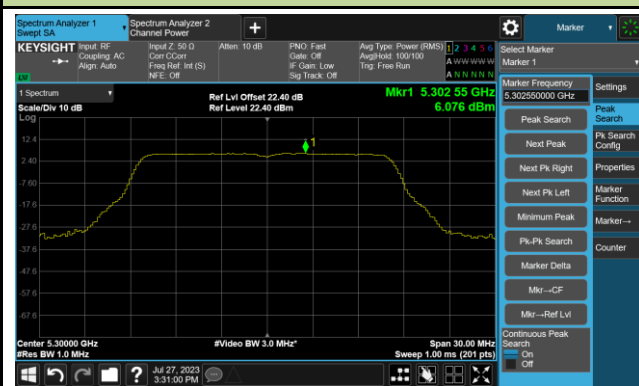 Spectrum Analyzer 1
Swept SA
Spectrum Analyzer 2
Channel Power
+
Marker
KEYSIGHT
Input: RF
Coupling: AC
Align: Auto
Input Z: 50 Ω
Corr CCorr
Freq Ref: Int (S)
NFE: Off
Atten: 10 dB
PNO: Fast
Gate: Off
IF Gain: Low
Sig Track: Off
Avg Type: Power (RMS)
Avg|Hold: 100/100
Trig: Free Run
1 2 3 4 5 6
A W W W W W
A N N N N N
Select Marker
Marker 1
LVI
1 Spectrum
Scale/Div 10 dB
Log
Ref Lvl Offset 22.40 dB
Ref Level 22.40 dBm
Mkr1 5.302 55 GHz
6.076 dBm
1
12.4
2.40
-7.60
-17.6
-27.6
-37.6
-47.6
-57.6
-67.6
Center 5.30000 GHz
#Res BW 1.0 MHz
#Video BW 3.0 MHz*
Span 30.00 MHz
Sweep 1.00 ms (201 pts)
Marker Frequency
5.302550000 GHz
Peak Search
Next Peak
Next Pk Right
Next Pk Left
Minimum Peak
Pk-Pk Search
Marker Delta
Mkr→CF
Mkr→Ref Lvl
Continuous Peak
Search
On
Off
Settings
Peak
Search
Pk Search
Config
Properties
Marker
Function
Marker→
Counter
?
Jul 27, 2023
3:31:00 PM